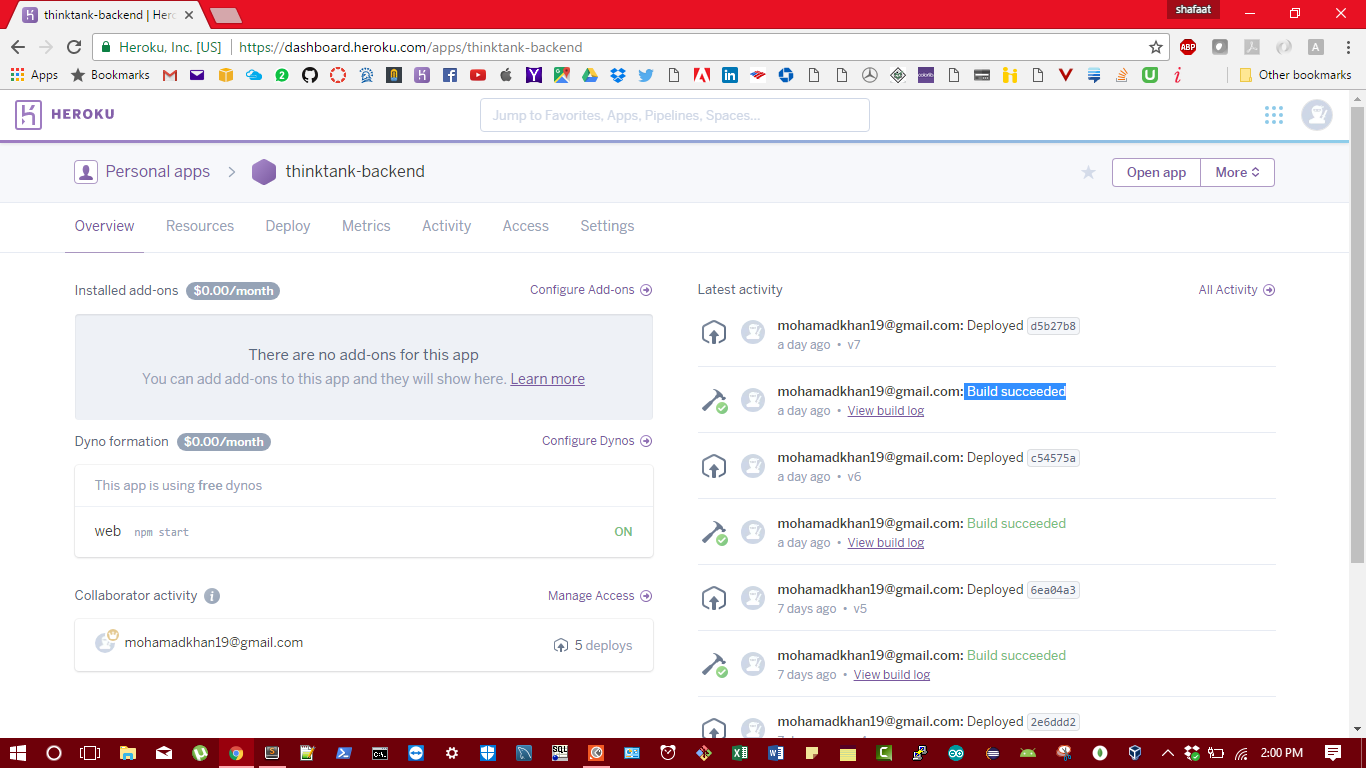 thinktank-backend | Her
shafaat
Heroku, Inc. [US]
https://dashboard.heroku.com/apps/thinktank-backend
ABP
Apps
Bookmarks
Other bookmarks
HEROKU
Jump to Favorites, Apps, Pipelines, Spaces...
Personal apps > thinktank-backend
Open app
More
Overview
Resources
Deploy
Metrics
Activity
Access
Settings
Installed add-ons $0.00/month
Configure Add-ons
There are no add-ons for this app
You can add add-ons to this app and they will show here. Learn more
Dyno formation $0.00/month
Configure Dynos
This app is using free dynos
web npm start ON
Collaborator activity
Manage Access
mohamadkhan19@gmail.com
5 deploys
Latest activity
All Activity
mohamadkhan19@gmail.com: Deployed d5b27b8
a day ago • v7
mohamadkhan19@gmail.com: Build succeeded
a day ago • View build log
mohamadkhan19@gmail.com: Deployed c54575a
a day ago • v6
mohamadkhan19@gmail.com: Build succeeded
a day ago • View build log
mohamadkhan19@gmail.com: Deployed 6ea04a3
7 days ago • v5
mohamadkhan19@gmail.com: Build succeeded
7 days ago • View build log
mohamadkhan19@gmail.com: Deployed 2e6ddd2
2:00 PM